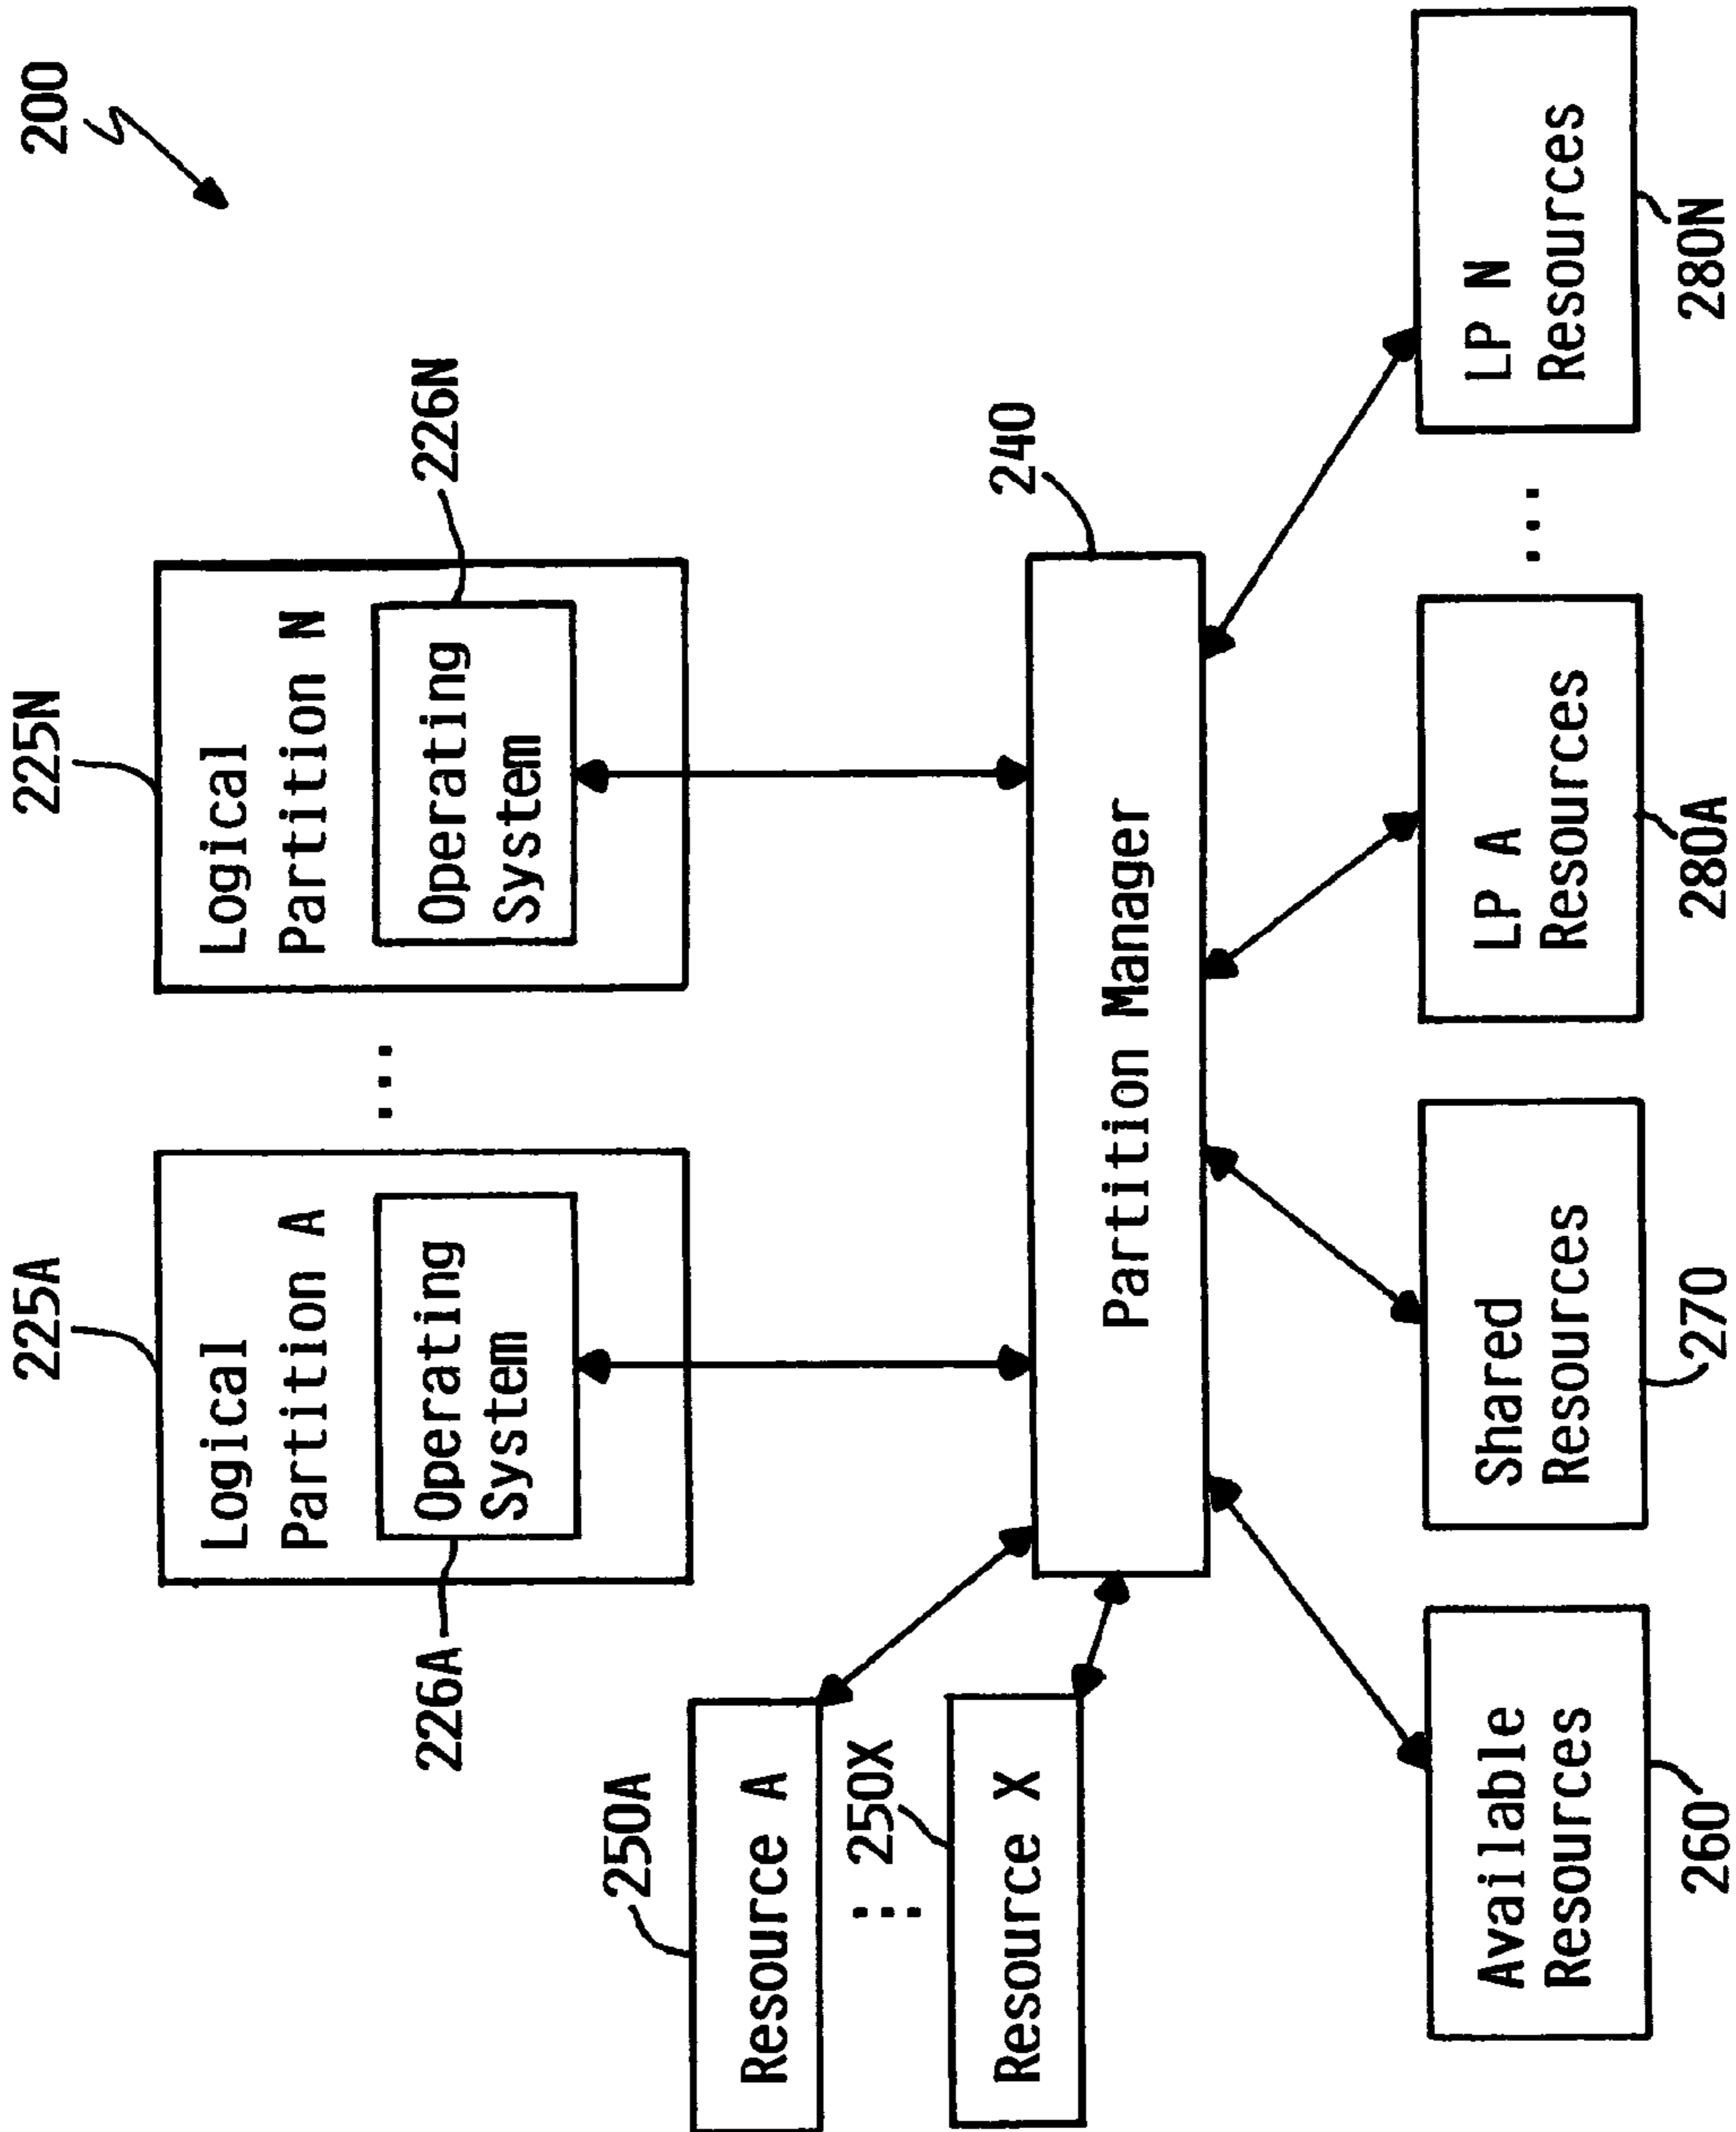 200
225A
225N
Logical
Partition A
Operating
System
226A
...
Logical
Partition N
Operating
System
226N
250A
Resource A
...
250X
Resource X
240
Partition Manager
Available
Resources
260
Shared
Resources
270
LP A
Resources
280A
...
LP N
Resources
280N